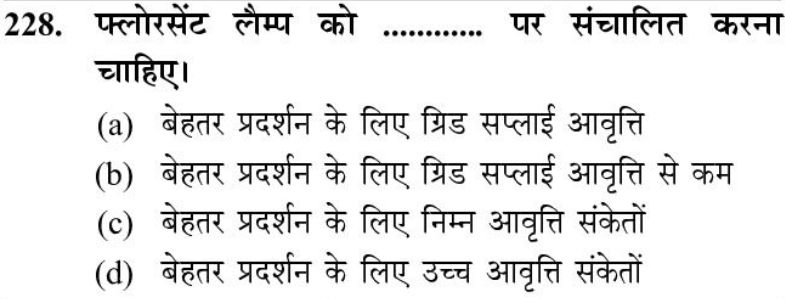 228. फ्लोरसेंट लैम्प को ............. पर संचालित करना
चाहिए।
(a) बेहतर प्रदर्शन के लिए ग्रिड सप्लाई आवृत्ति
(b) बेहतर प्रदर्शन के लिए ग्रिड सप्लाई आवृत्ति से कम
(c) बेहतर प्रदर्शन के लिए निम्न आवृत्ति संकेतों
(d) बेहतर प्रदर्शन के लिए उच्च आवृत्ति संकेतों